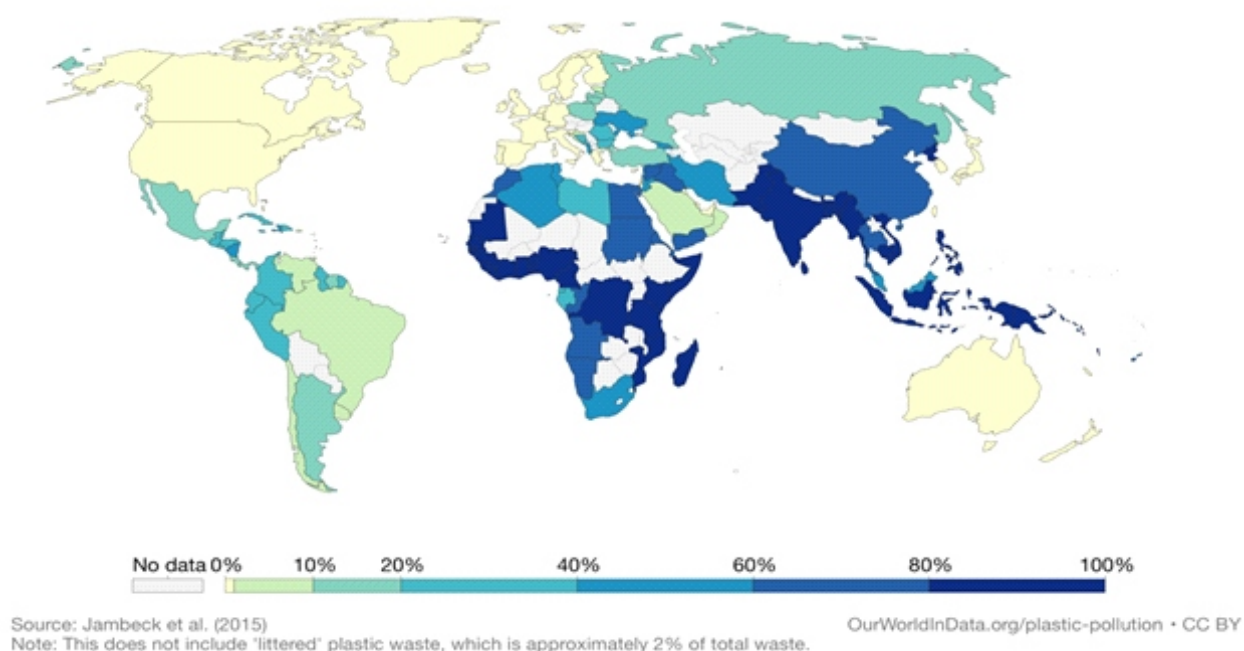 No data 0% 10% 20% 40% 60% 80% 100%
Source: Jambeck et al. (2015)
OurWorldInData.org/plastic-pollution • CC BY
Note: This does not include 'littered' plastic waste, which is approximately 2% of total waste.